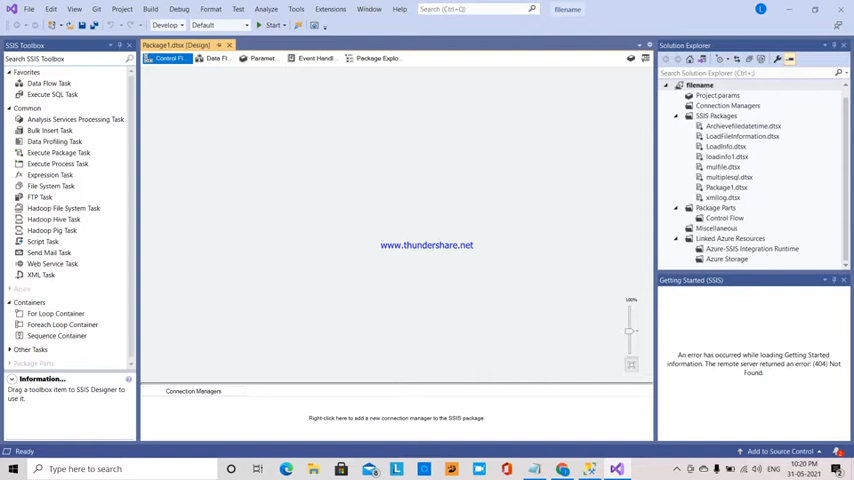 File Edit View Git Project Build Debug Format Test Analyze Tools Extensions Window Help Search (Ctrl+Q) filename L
Develop Default Start
SSIS Toolbox
Search SSIS Toolbox
Favorites
Data Flow Task
Execute SQL Task
Common
Analysis Services Processing Task
Bulk Insert Task
Data Profiling Task
Execute Package Task
Execute Process Task
Expression Task
File System Task
FTP Task
Hadoop File System Task
Hadoop Hive Task
Hadoop Pig Task
Script Task
Send Mail Task
Web Service Task
XML Task
Azure
Containers
For Loop Container
Foreach Loop Container
Sequence Container
Other Tasks
Package Parts
Information...
Drag a toolbox item to SSIS Designer to
use it.
Package1.dtsx [Design]
Control Fl... Data Fl... Paramet... Event Handl... Package Explo...
www.thundershare.net
100%
Connection Managers
Right-click here to add a new connection manager to the SSIS package.
Solution Explorer
Search Solution Explorer (Ctrl+;)
filename
Project.params
Connection Managers
SSIS Packages
Archievefiledatetime.dtsx
LoadFileInformation.dtsx
LoadInfo.dtsx
loadinfo1.dtsx
mulfile.dtsx
multiplesql.dtsx
Package1.dtsx
xmllog.dtsx
Package Parts
Control Flow
Miscellaneous
Linked Azure Resources
Azure-SSIS Integration Runtime
Azure Storage
Getting Started (SSIS)
An error has occurred while loading Getting Started
information. The remote server returned an error: (404) Not
Found.
Ready Add to Source Control 2
Type here to search ENG 10:20 PM
31-05-2021